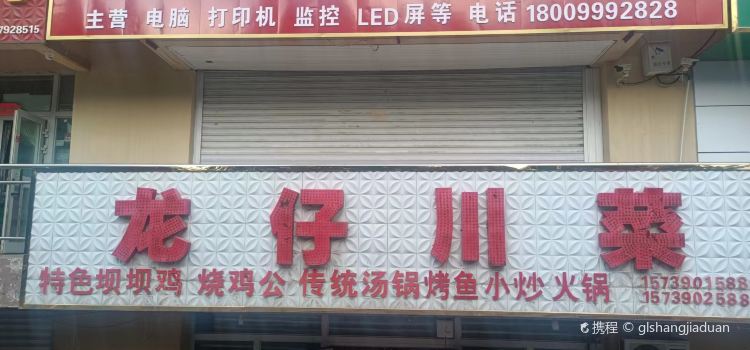 主营 电脑 打印机 监控 LED屏等 电话 18009992828
7928515
龙仔川菜
特色坝坝鸡 烧鸡公 传统汤锅烤鱼小炒火锅
1573901588
1573902588
携程 © glshangjiaduan